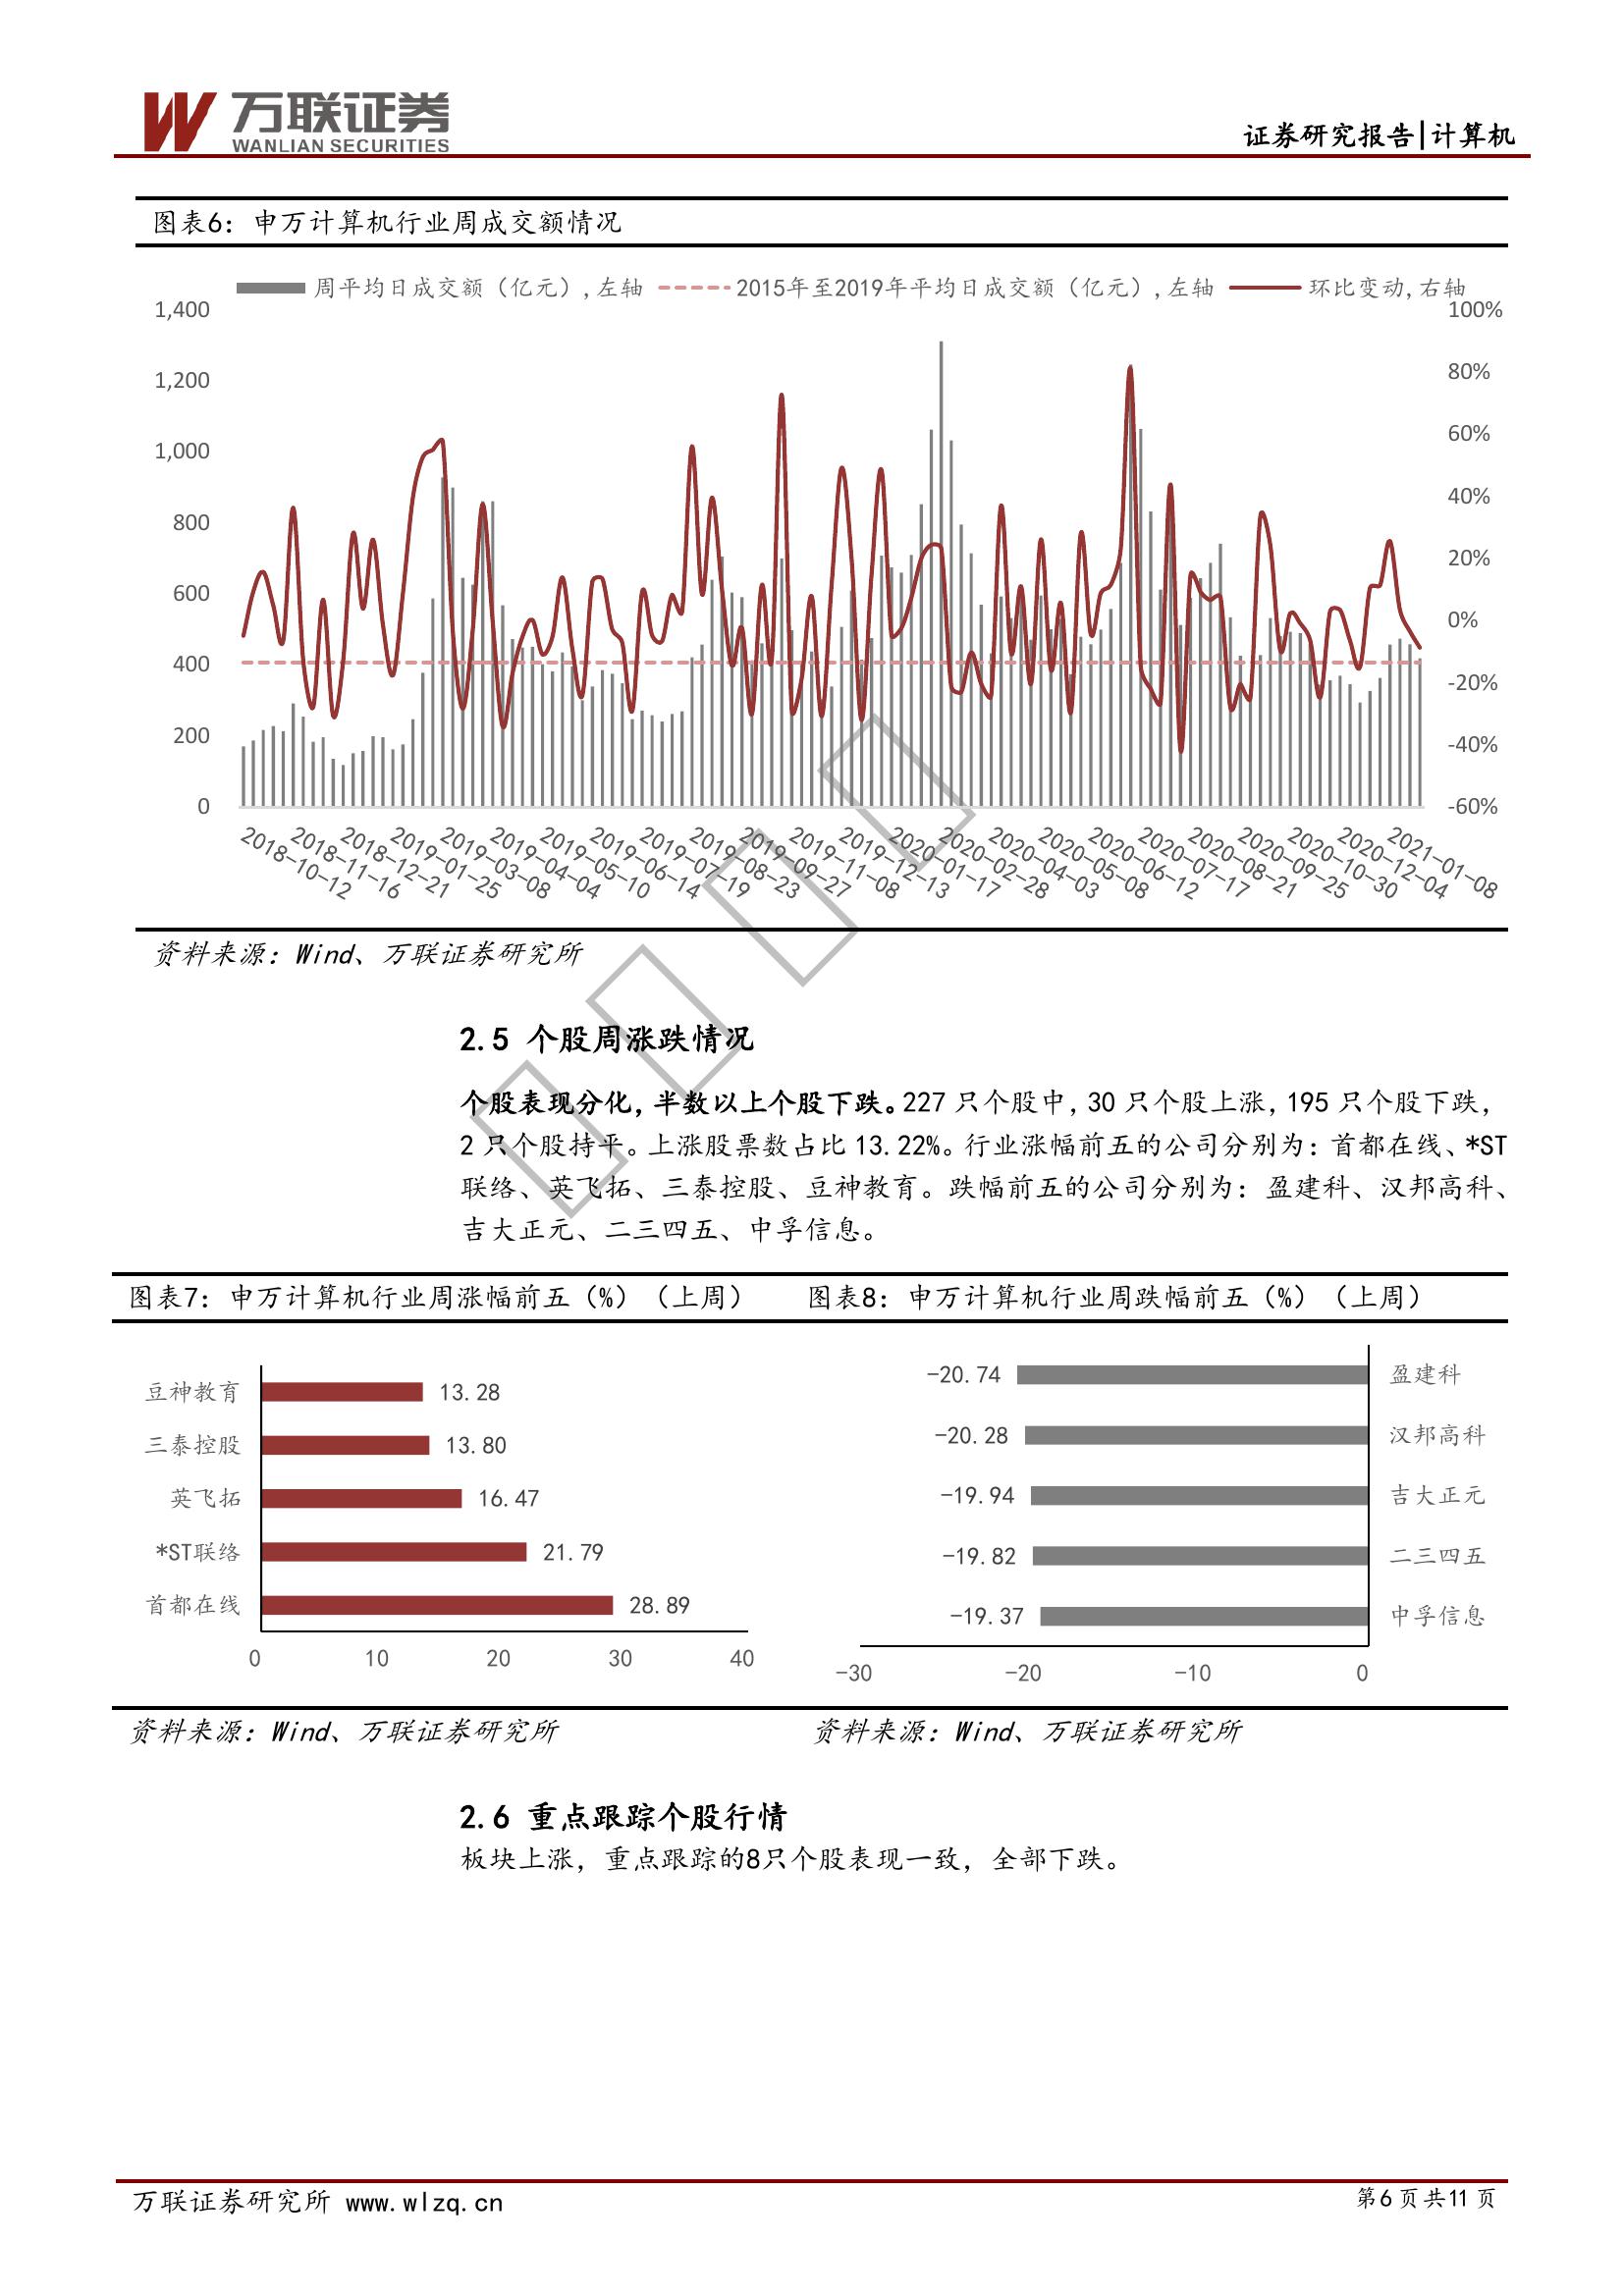 万联证券
WANLIAN SECURITIES
证券研究报告|计算机
图表6：申万计算机行业周成交额情况
周平均日成交额（亿元）,左轴 2015年至2019年平均日成交额（亿元）,左轴 环比变动,右轴
1,400 100%
1,200 80%
1,000 60%
800 40%
600 20%
400 0%
200 -20%
0 -40%
-60%
2018-10-12 2018-11-16 2018-12-21 2019-01-25 2019-03-08 2019-04-04 2019-05-10 2019-06-14 2019-07-19 2019-08-23 2019-09-27 2019-11-08 2019-12-13 2020-01-17 2020-02-28 2020-04-03 2020-05-08 2020-06-12 2020-07-17 2020-08-21 2020-09-25 2020-10-30 2020-12-04 2021-01-08
资料来源：Wind、万联证券研究所
2.5 个股周涨跌情况
个股表现分化，半数以上个股下跌。227 只个股中，30 只个股上涨，195 只个股下跌，
2 只个股持平。上涨股票数占比 13.22%。行业涨幅前五的公司分别为：首都在线、*ST
联络、英飞拓、三泰控股、豆神教育。跌幅前五的公司分别为：盈建科、汉邦高科、
吉大正元、二三四五、中孚信息。
图表7：申万计算机行业周涨幅前五（%）（上周）
豆神教育 13.28
三泰控股 13.80
英飞拓 16.47
*ST联络 21.79
首都在线 28.89
0 10 20 30 40
资料来源：Wind、万联证券研究所
图表8：申万计算机行业周跌幅前五（%）（上周）
-20.74 盈建科
-20.28 汉邦高科
-19.94 吉大正元
-19.82 二三四五
-19.37 中孚信息
-30 -20 -10 0
资料来源：Wind、万联证券研究所
2.6 重点跟踪个股行情
板块上涨，重点跟踪的8只个股表现一致，全部下跌。
万联证券研究所 www.wlzq.cn
第6页共11页